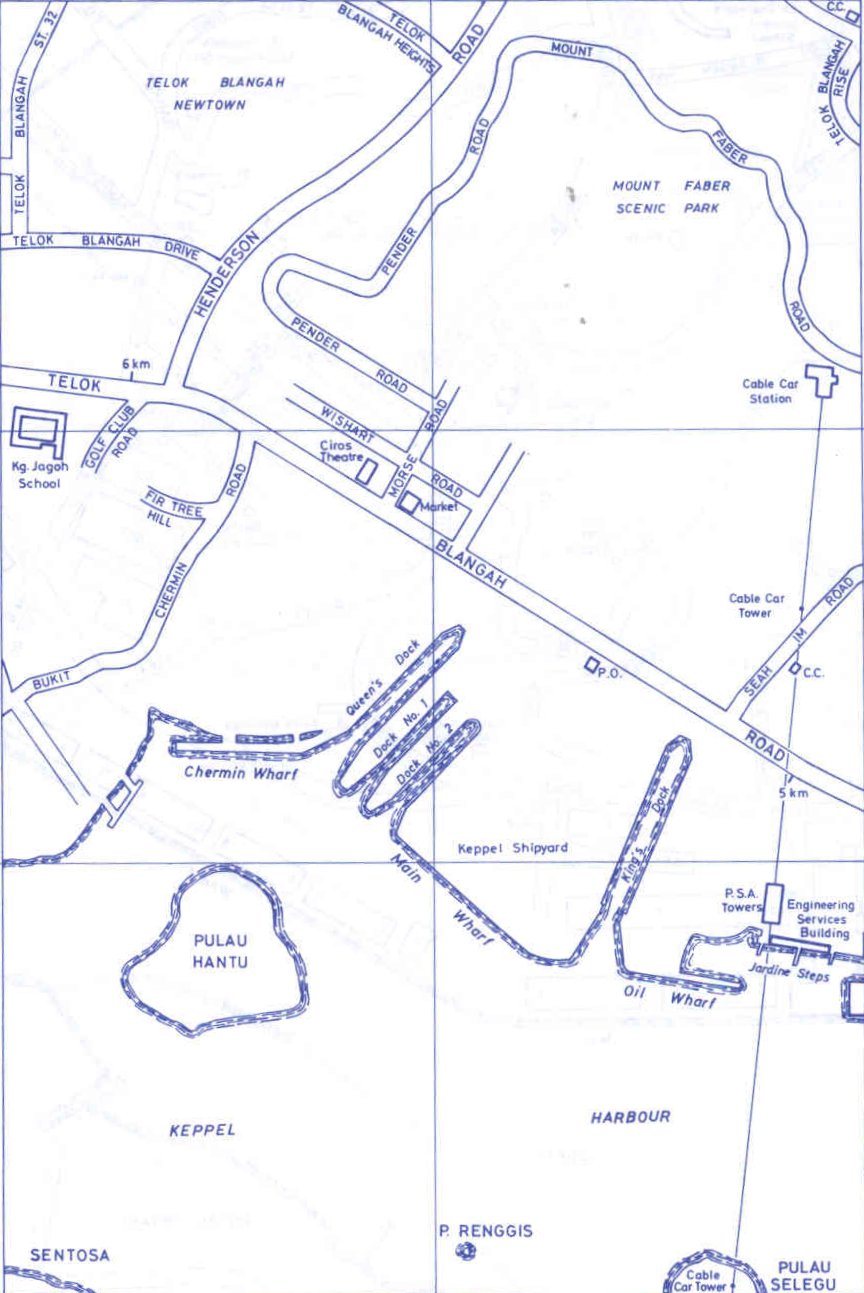 ST. 32
BLANGAH
TELOK
TELOK
BLANGAH HEIGHTS
ROAD
MOUNT
FABER
ROAD
C.C.
TELOK BLANGAH
RISE
TELOK BLANGAH
NEWTOWN
MOUNT FABER
SCENIC PARK
TELOK BLANGAH DRIVE
HENDERSON
PENDER
ROAD
PENDER
ROAD
6 km
TELOK
Cable Car
Station
GOLF CLUB
ROAD
Kg. Jagoh
School
WISHART
ROAD
MORSE
ROAD
Ciros
Theatre
Market
FIR TREE
HILL
ROAD
CHERMIN
BUKIT
BLANGAH
Cable Car
Tower
SEAH IM ROAD
P.O.
C.C.
ROAD
5 km
Queen's Dock
Dock No. 1
Dock No. 2
Chermin Wharf
King's Dock
Keppel Shipyard
Main
Wharf
P.S.A.
Towers
Engineering
Services
Building
Jardine Steps
Oil Wharf
PULAU
HANTU
KEPPEL
HARBOUR
P. RENGGIS
SENTOSA
Cable
Car Tower
PULAU
SELEGU